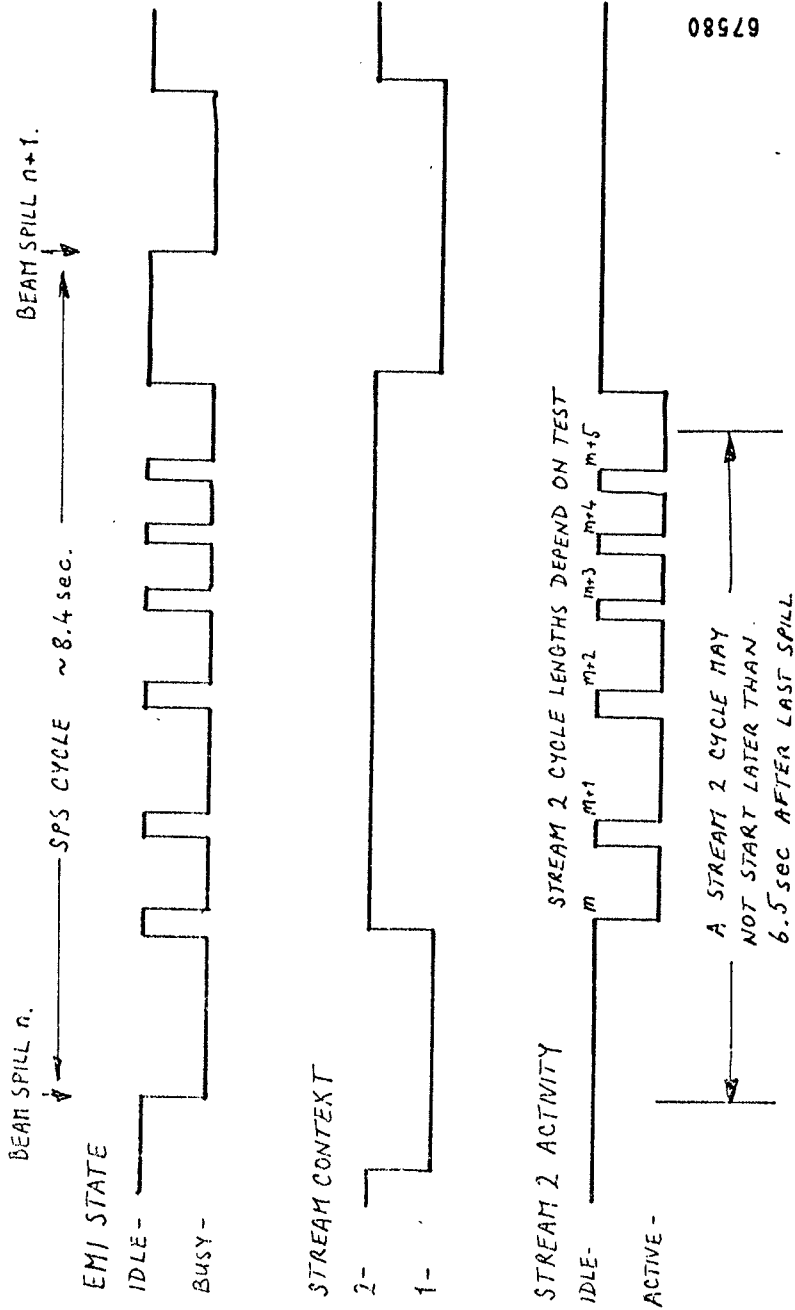 BEAM SPILL n.
BEAM SPILL n+1.
SPS CYCLE ~ 8.4 sec.
EMI STATE
IDLE-
BUSY-
STREAM CONTEXT
2-
1-
STREAM 2 ACTIVITY
STREAM 2 CYCLE LENGTHS DEPEND ON TEST
IDLE-
m
m+1
m+2
m+3
m+4
m+5
ACTIVE-
A STREAM 2 CYCLE MAY
NOT START LATER THAN.
6.5 sec AFTER LAST SPILL.
67580